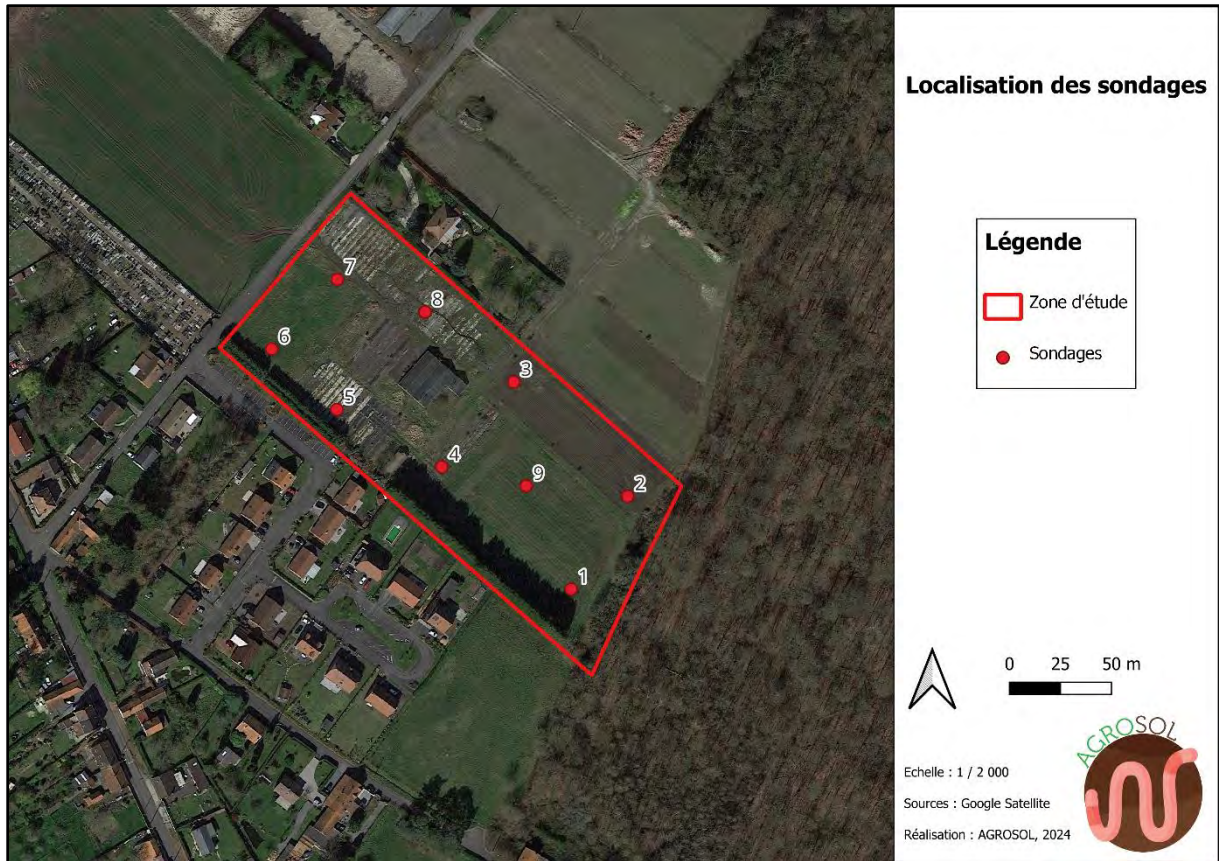 Localisation des sondages
Légende
Zone d'étude
Sondages
7
8
6
3
5
4
9
2
1
0 25 50 m
Echelle : 1 / 2 000
Sources : Google Satellite
Réalisation : AGROSOL, 2024
AGROSOL